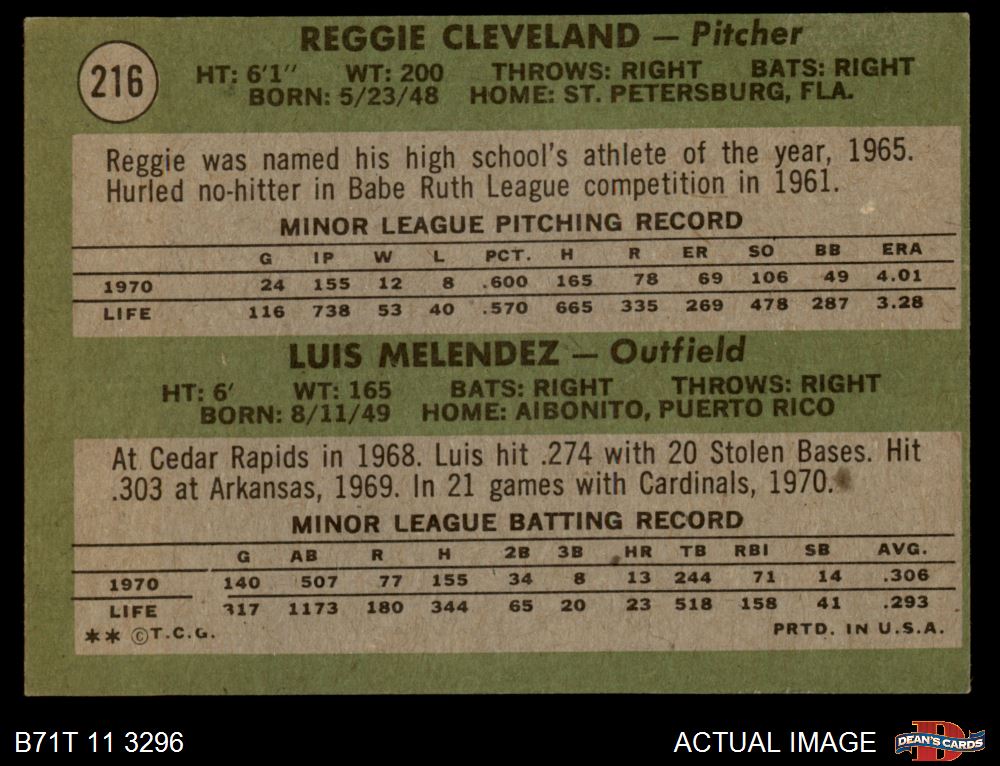 REGGIE CLEVELAND — Pitcher
216
HT: 6'1" WT: 200 THROWS: RIGHT BATS: RIGHT
BORN: 5/23/48 HOME: ST. PETERSBURG, FLA.
Reggie was named his high school's athlete of the year, 1965.
Hurled no-hitter in Babe Ruth League competition in 1961.
MINOR LEAGUE PITCHING RECORD
G IP W L PCT. H R ER SO BB ERA
1970 24 155 12 8 .600 165 78 69 106 49 4.01
LIFE 116 738 53 40 .570 665 335 269 478 287 3.28
LUIS MELENDEZ — Outfield
HT: 6' WT: 165 BATS: RIGHT THROWS: RIGHT
BORN: 8/11/49 HOME: AIBONITO, PUERTO RICO
At Cedar Rapids in 1968. Luis hit .274 with 20 Stolen Bases. Hit
.303 at Arkansas, 1969. In 21 games with Cardinals, 1970.
MINOR LEAGUE BATTING RECORD
G AB R H 2B 3B HR TB RBI SB AVG.
1970 140 507 77 155 34 8 13 244 71 14 .306
LIFE 317 1173 180 344 65 20 23 518 158 41 .293
** ©T.C.G. PRTD. IN U.S.A.
B71T 11 3296 ACTUAL IMAGE DEAN'S CARDS